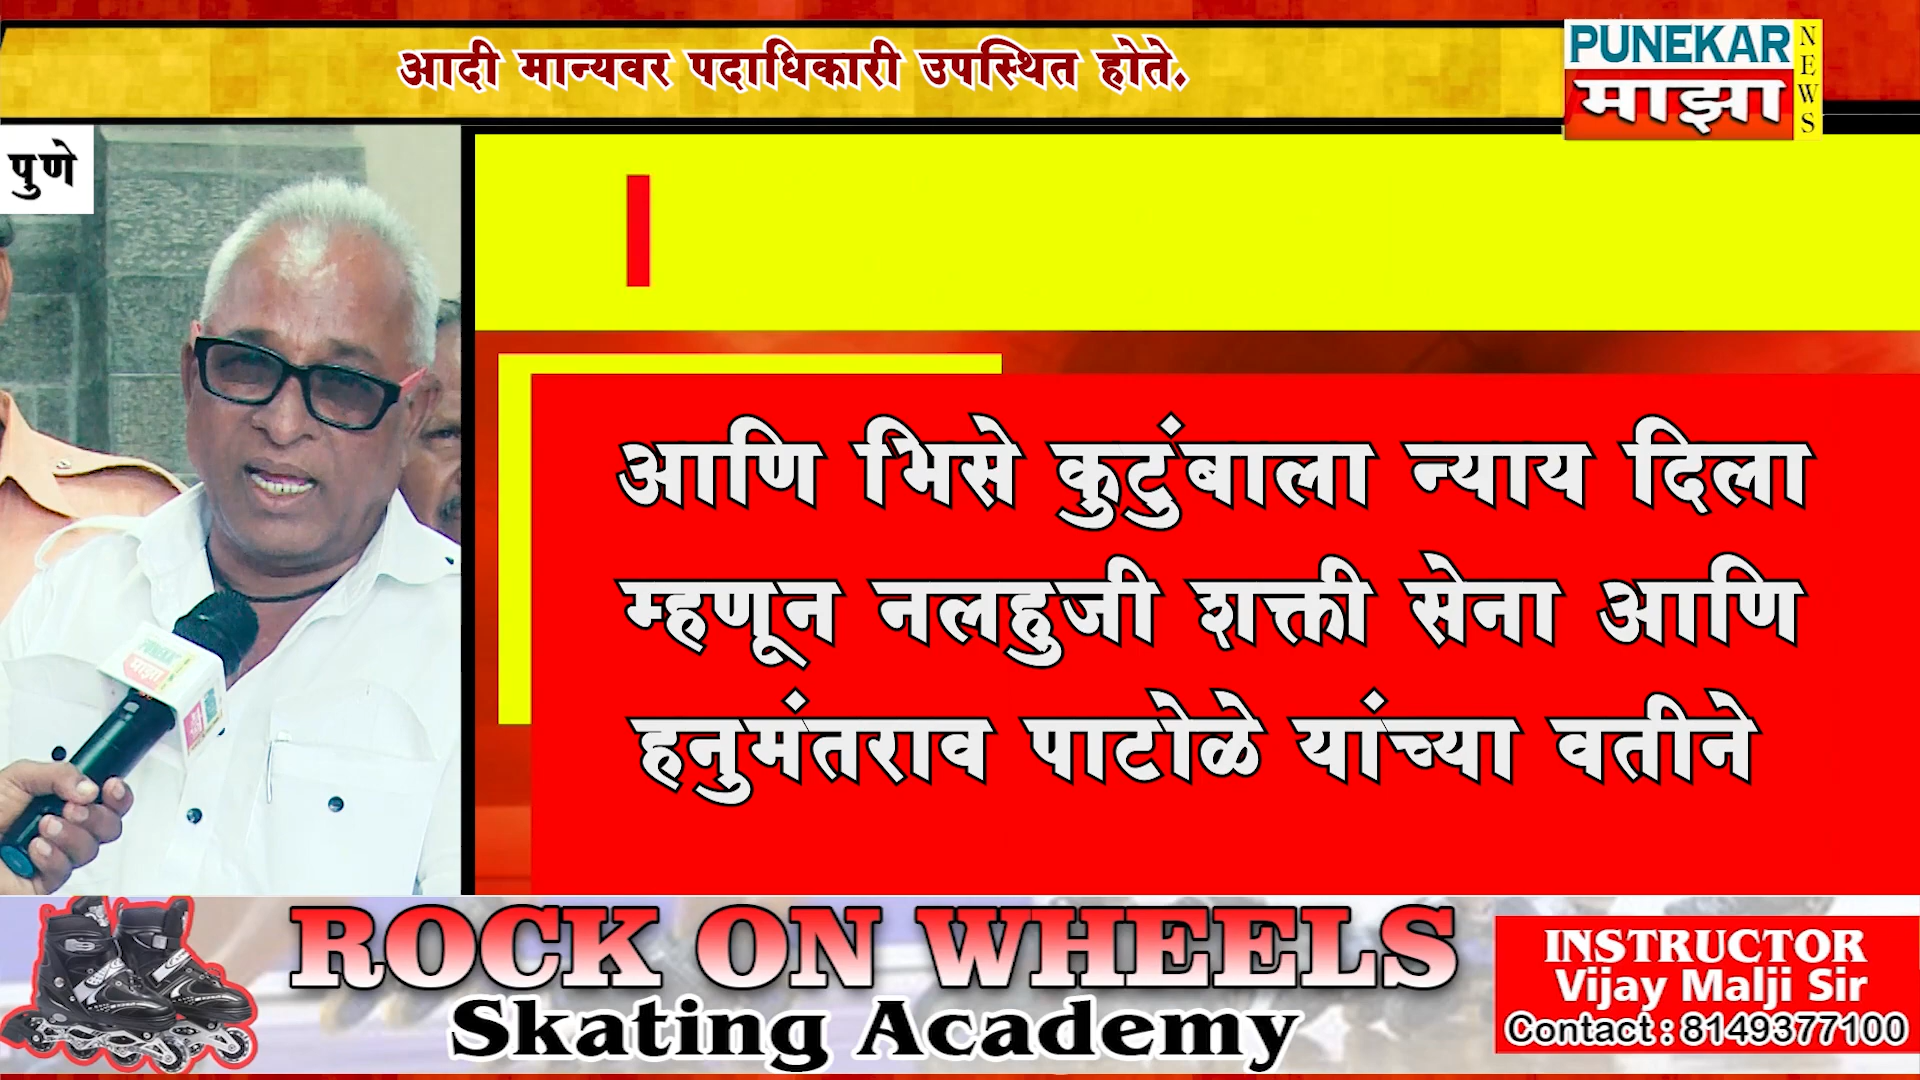 आदी मान्यवर पदाधिकारी उपस्थित होते.
PUNEKAR
माझा
NEWS
पुणे
आणि भिसे कुटुंबाला न्याय दिला
म्हणून नलहुजी शक्ती सेना आणि
हनुमंतराव पाटोळे यांच्या वतीने
PUNEKAR
माझा
ROCK ON WHEELS
Skating Academy
INSTRUCTOR
Vijay Malji Sir
Contact : 8149377100